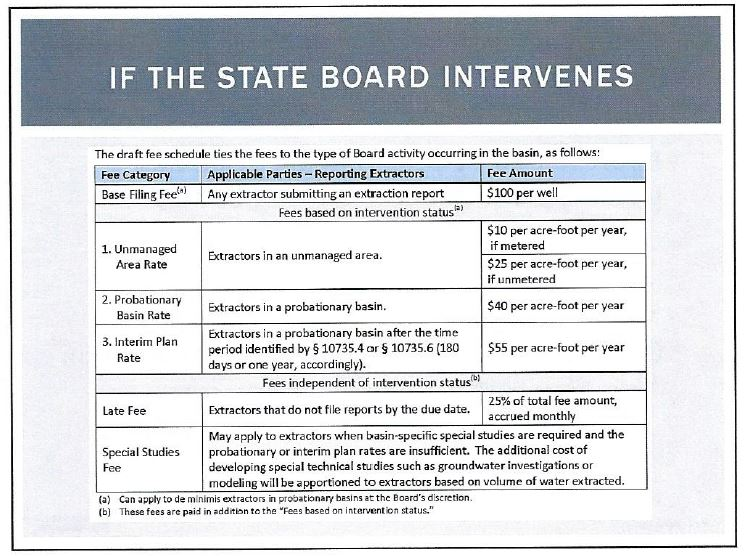 IF THE STATE BOARD INTERVENES
The draft fee schedule ties the fees to the type of Board activity occurring in the basin, as follows:
Fee Category Applicable Parties – Reporting Extractors Fee Amount
Base Filing Fee(a) Any extractor submitting an extraction report $100 per well
Fees based on intervention status(a)
1. Unmanaged
Area Rate
Extractors in an unmanaged area.
$10 per acre-foot per year,
if metered
$25 per acre-foot per year,
if unmetered
2. Probationary
Basin Rate
Extractors in a probationary basin.
$40 per acre-foot per year
3. Interim Plan
Rate
Extractors in a probationary basin after the time
period identified by § 10735.4 or § 10735.6 (180
days or one year, accordingly).
$55 per acre-foot per year
Fees independent of intervention status(b)
Late Fee
Extractors that do not file reports by the due date.
25% of total fee amount,
accrued monthly
Special Studies
Fee
May apply to extractors when basin-specific special studies are required and the
probationary or interim plan rates are insufficient. The additional cost of
developing special technical studies such as groundwater investigations or
modeling will be apportioned to extractors based on volume of water extracted.
(a) Can apply to de minimis extractors in probationary basins at the Board's discretion.
(b) These fees are paid in addition to the "Fees based on intervention status."